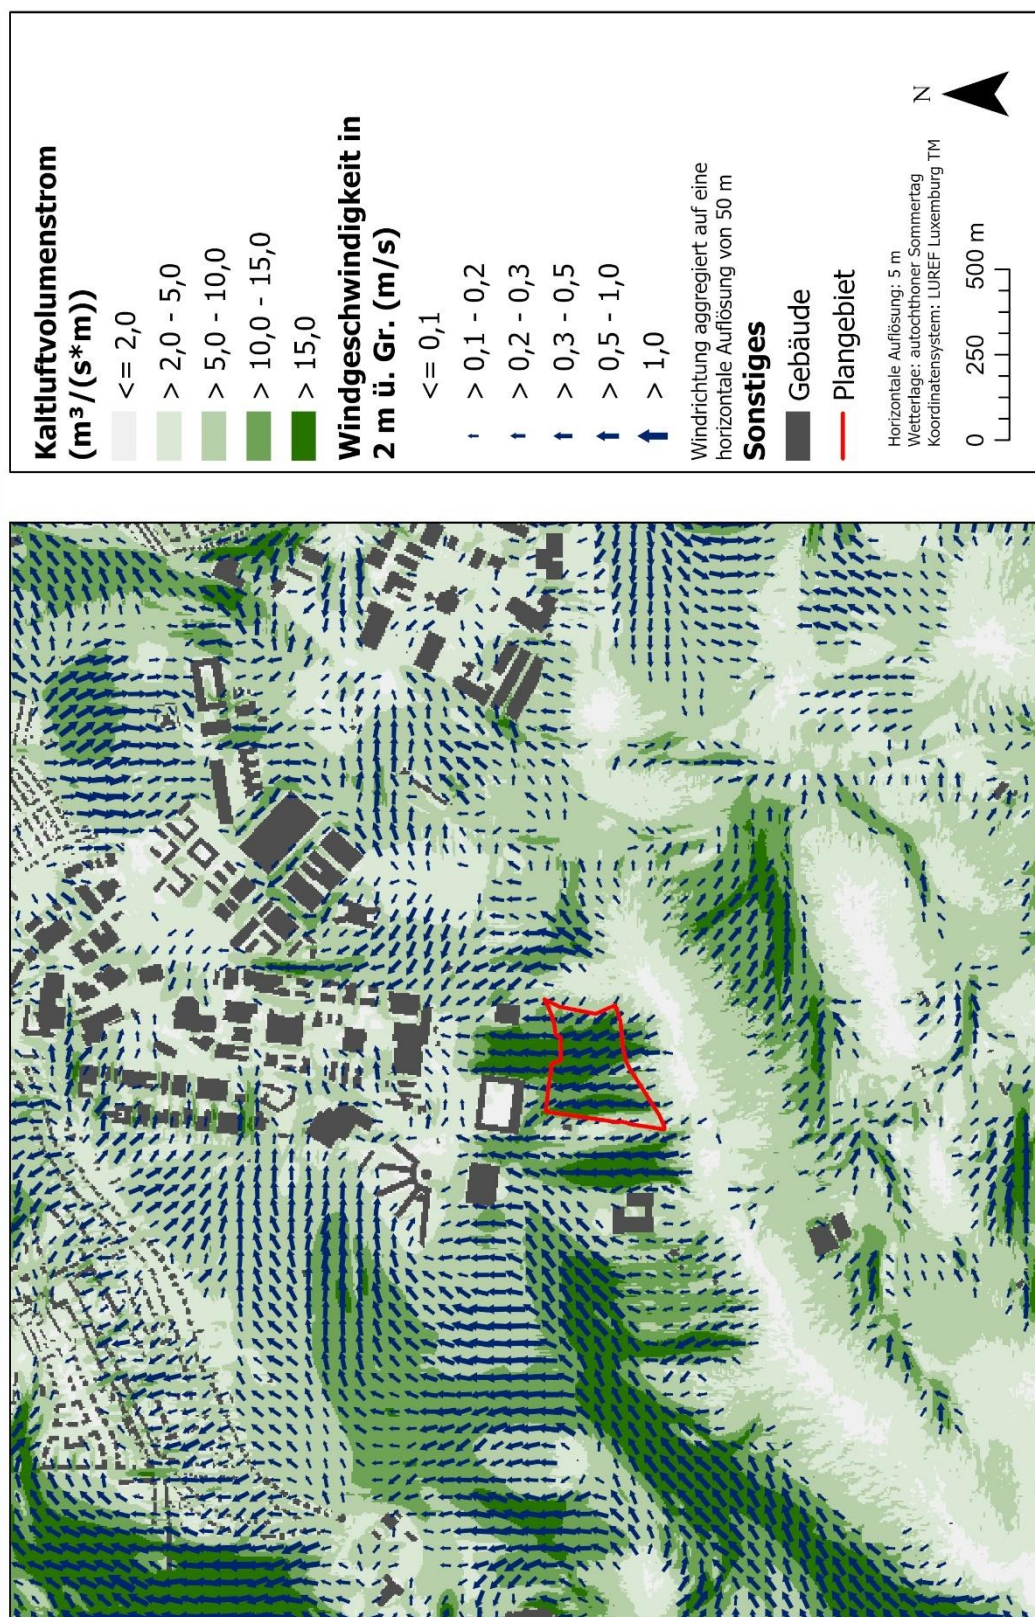 Kaltluftvolumenstrom
(m³/(s*m))
<= 2,0
> 2,0 - 5,0
> 5,0 - 10,0
> 10,0 - 15,0
> 15,0
Windgeschwindigkeit in
2 m ü. Gr. (m/s)
<= 0,1
> 0,1 - 0,2
> 0,2 - 0,3
> 0,3 - 0,5
> 0,5 - 1,0
> 1,0
Windrichtung aggregiert auf eine
horizontale Auflösung von 50 m
Sonstiges
Gebäude
Plangebiet
Horizontale Auflösung: 5 m
Wetterlage: autochthoner Sommertag
Koordinatensystem: LUREF Luxemburg TM
N
0 250 500 m